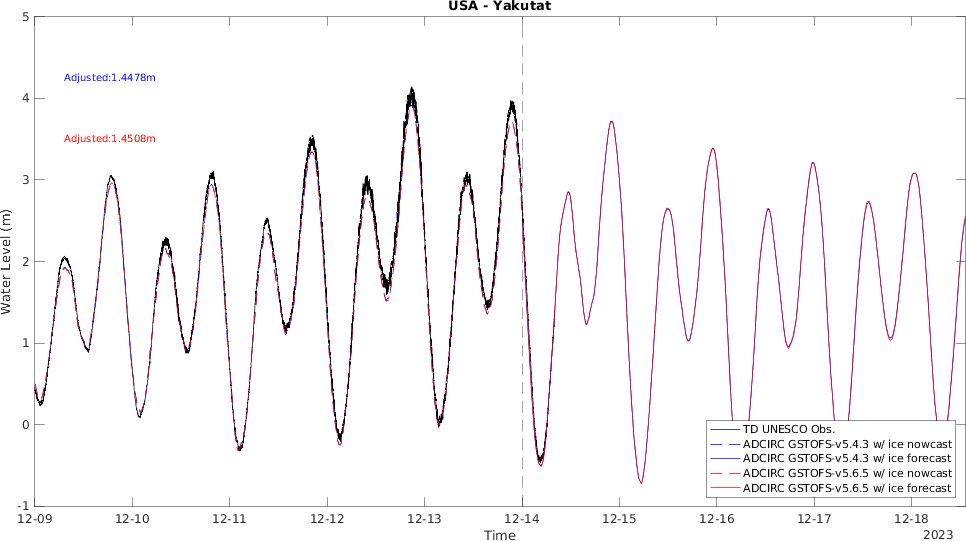 USA - Yakutat
5
Adjusted:1.4478m
4
Adjusted:1.4508m
3
2
1
0
-1
Water Level (m)
TD UNESCO Obs.
ADCIRC GSTOFS-v5.4.3 w/ ice nowcast
ADCIRC GSTOFS-v5.4.3 w/ ice forecast
ADCIRC GSTOFS-v5.6.5 w/ ice nowcast
ADCIRC GSTOFS-v5.6.5 w/ ice forecast
12-09 12-10 12-11 12-12 12-13 12-14 12-15 12-16 12-17 12-18
Time
2023